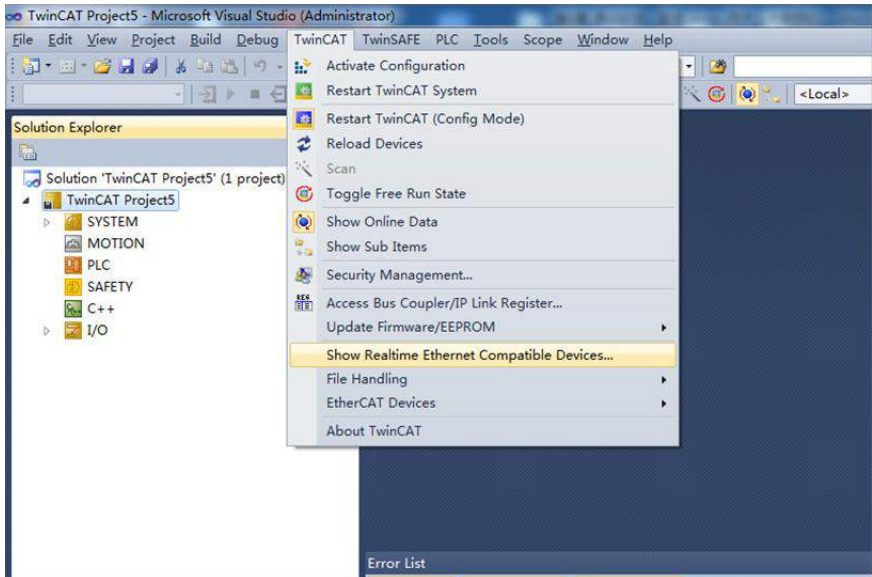 TwinCAT Project5 - Microsoft Visual Studio (Administrator)
File Edit View Project Build Debug TwinCAT TwinSAFE PLC Tools Scope Window Help
<Local>
Solution Explorer
Solution 'TwinCAT Project5' (1 project)
TwinCAT Project5
SYSTEM
MOTION
PLC
SAFETY
C++
I/O
Activate Configuration
Restart TwinCAT System
Restart TwinCAT (Config Mode)
Reload Devices
Scan
Toggle Free Run State
Show Online Data
Show Sub Items
Security Management...
REG
Access Bus Coupler/IP Link Register...
Update Firmware/EEPROM
Show Realtime Ethernet Compatible Devices...
File Handling
EtherCAT Devices
About TwinCAT
Error List